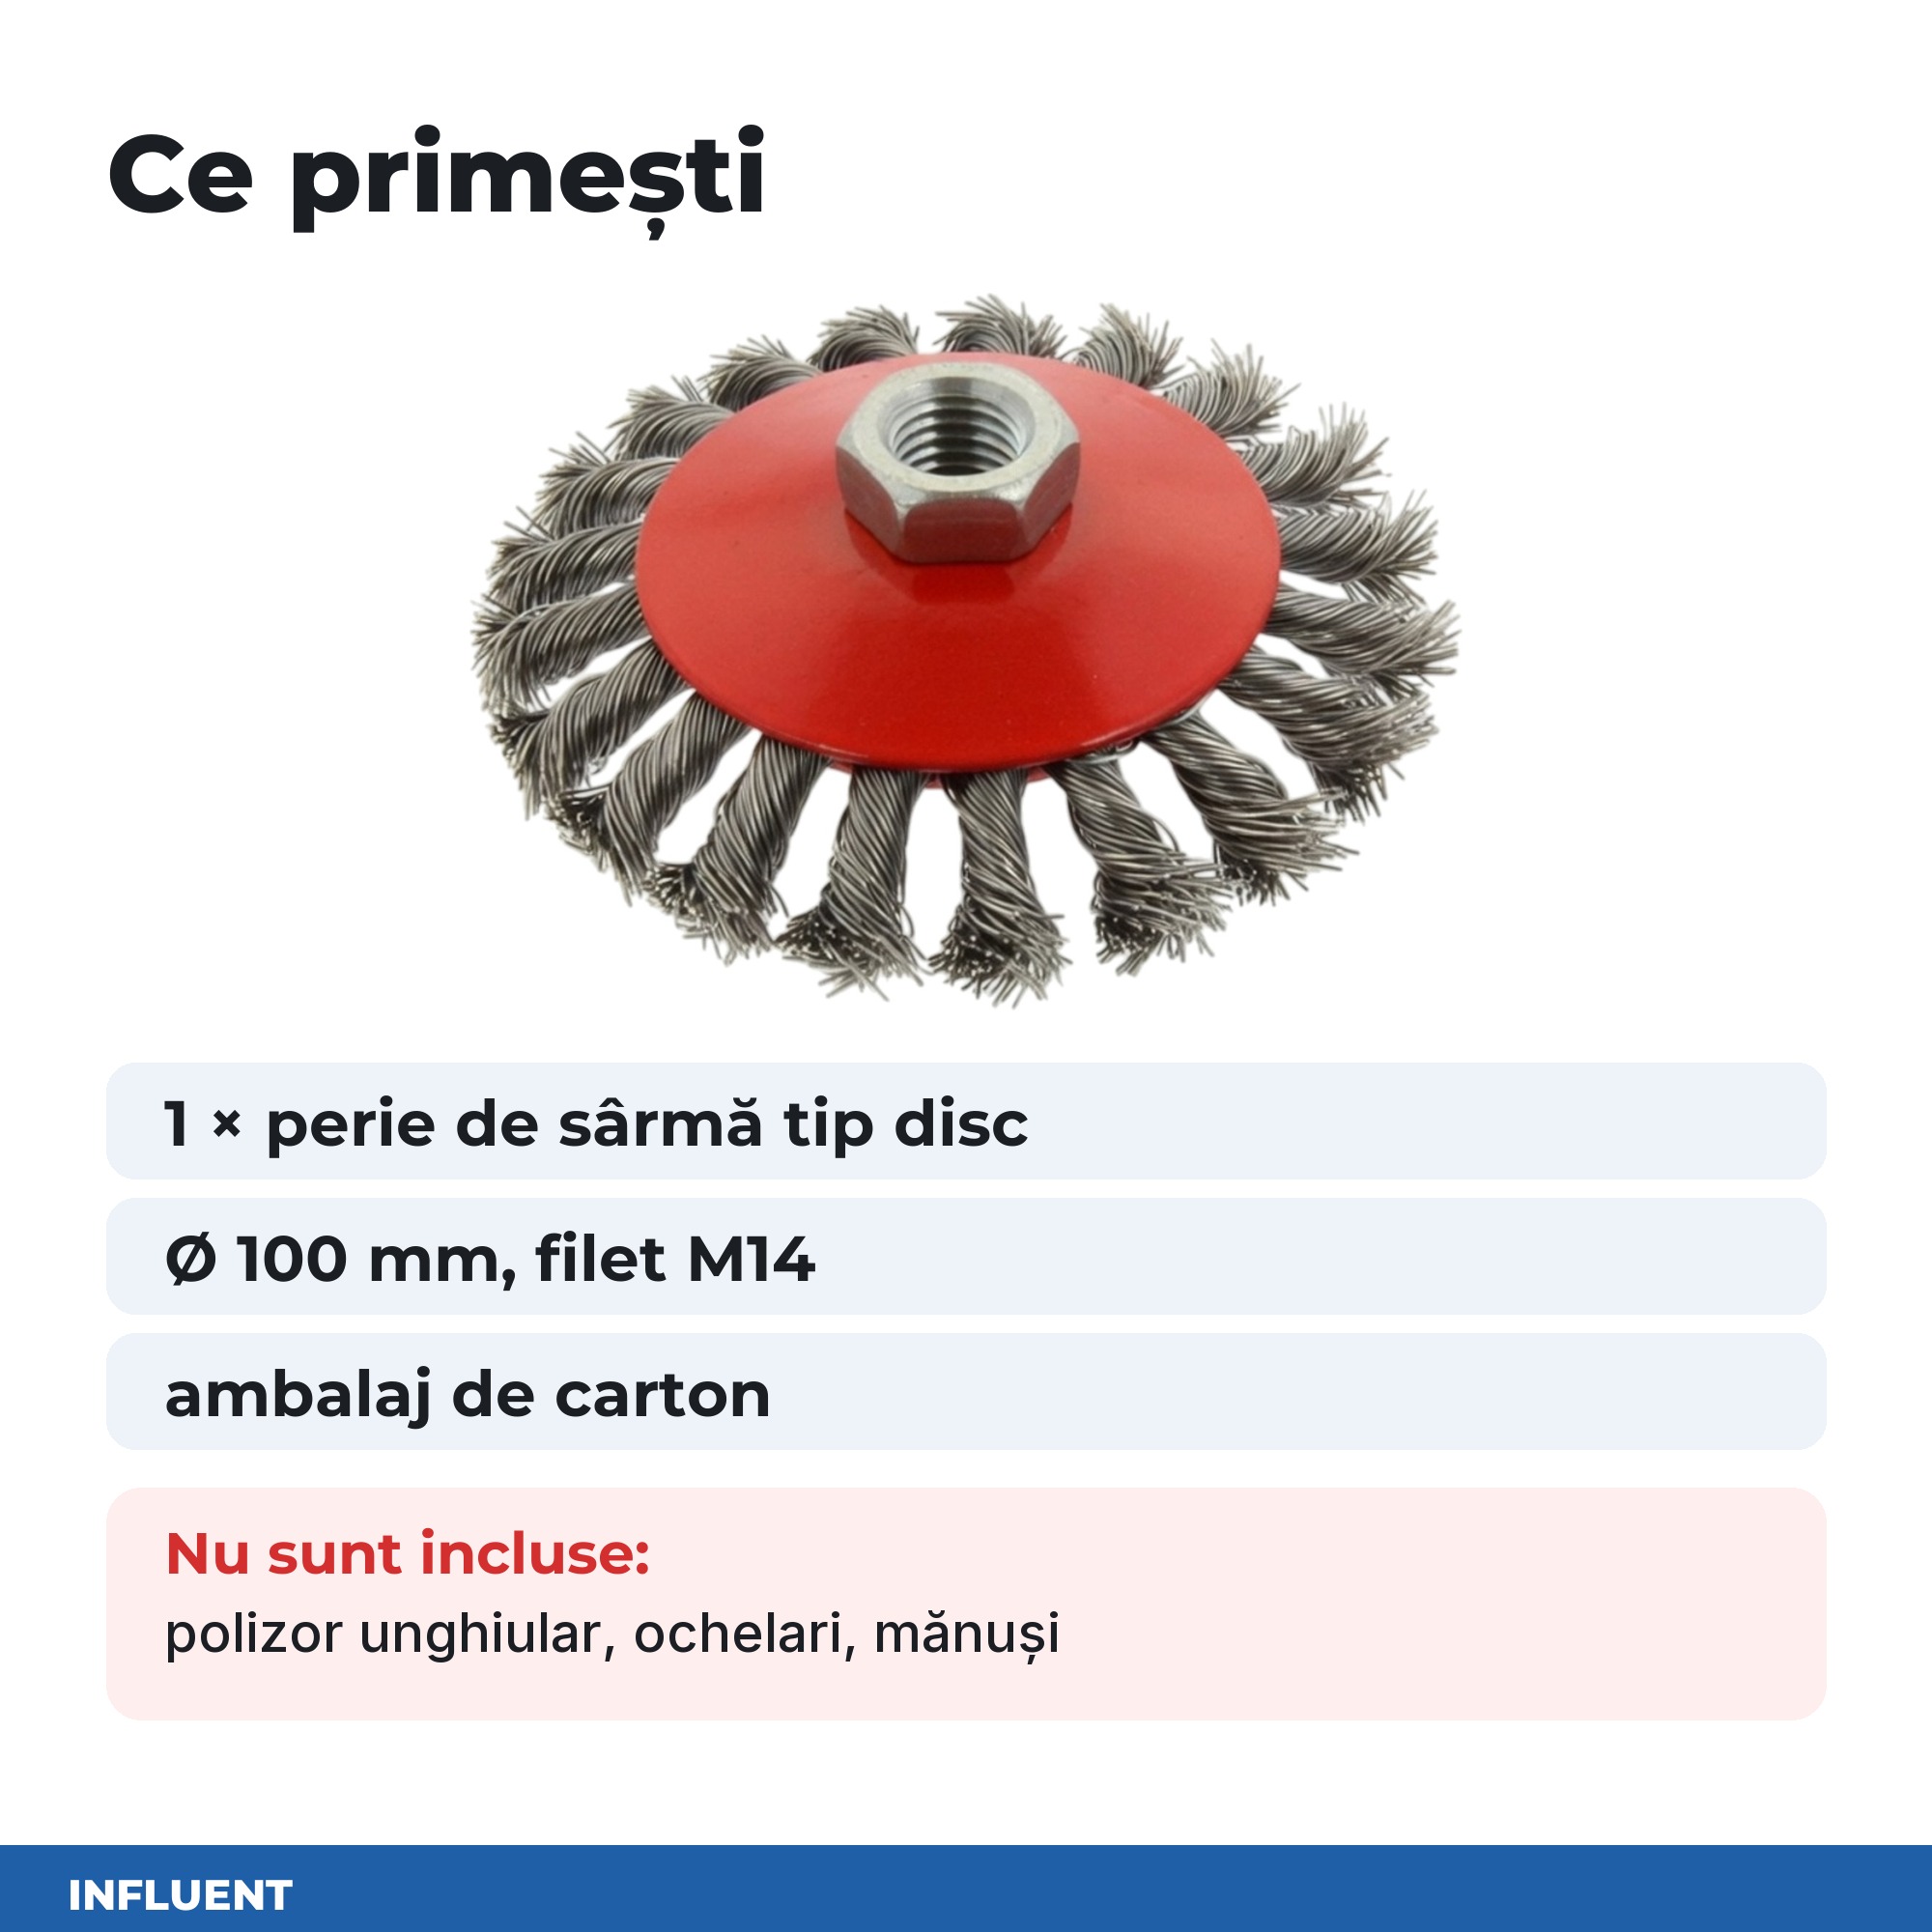 Ce primești
1 × perie de sârmă tip disc
Ø 100 mm, filet M14
ambalaj de carton
Nu sunt incluse:
polizor unghiular, ochelari, mănuși
INFLUENT